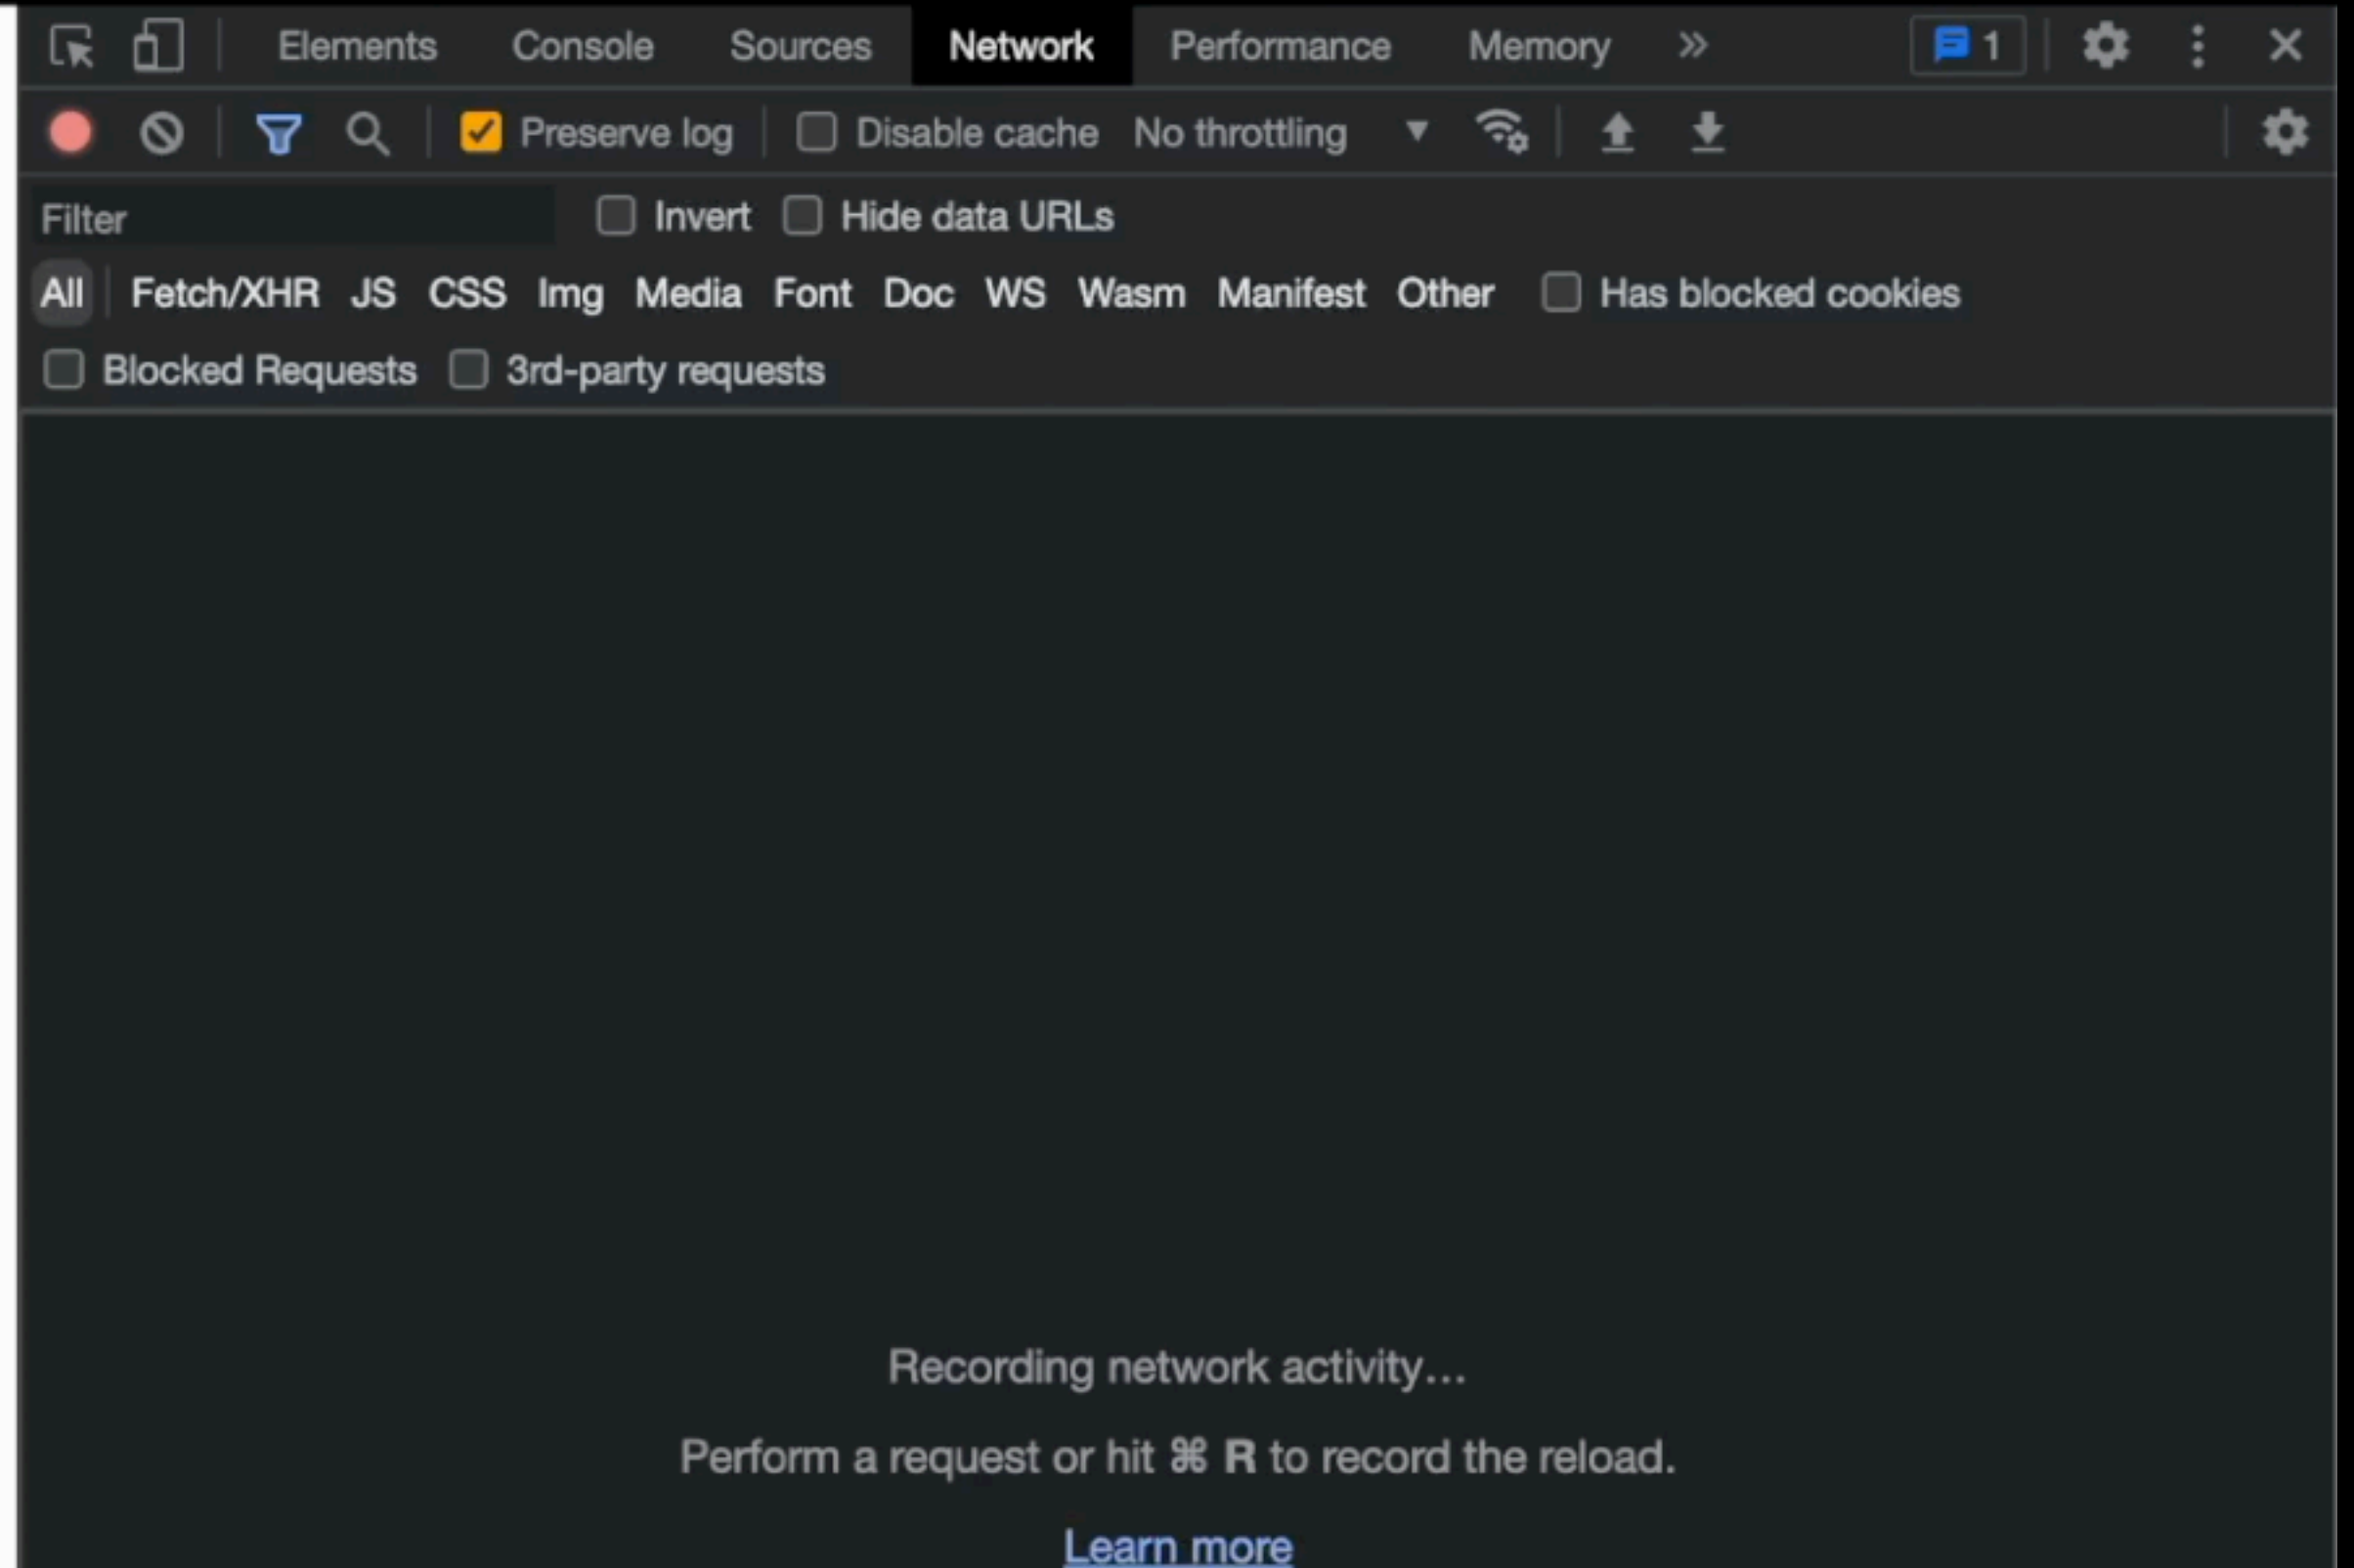 Elements Console Sources Network Performance Memory » 1
Preserve log Disable cache No throttling
Filter Invert Hide data URLs
All Fetch/XHR JS CSS Img Media Font Doc WS Wasm Manifest Other Has blocked cookies
Blocked Requests 3rd-party requests
Recording network activity…
Perform a request or hit ⌘ R to record the reload.
Learn more